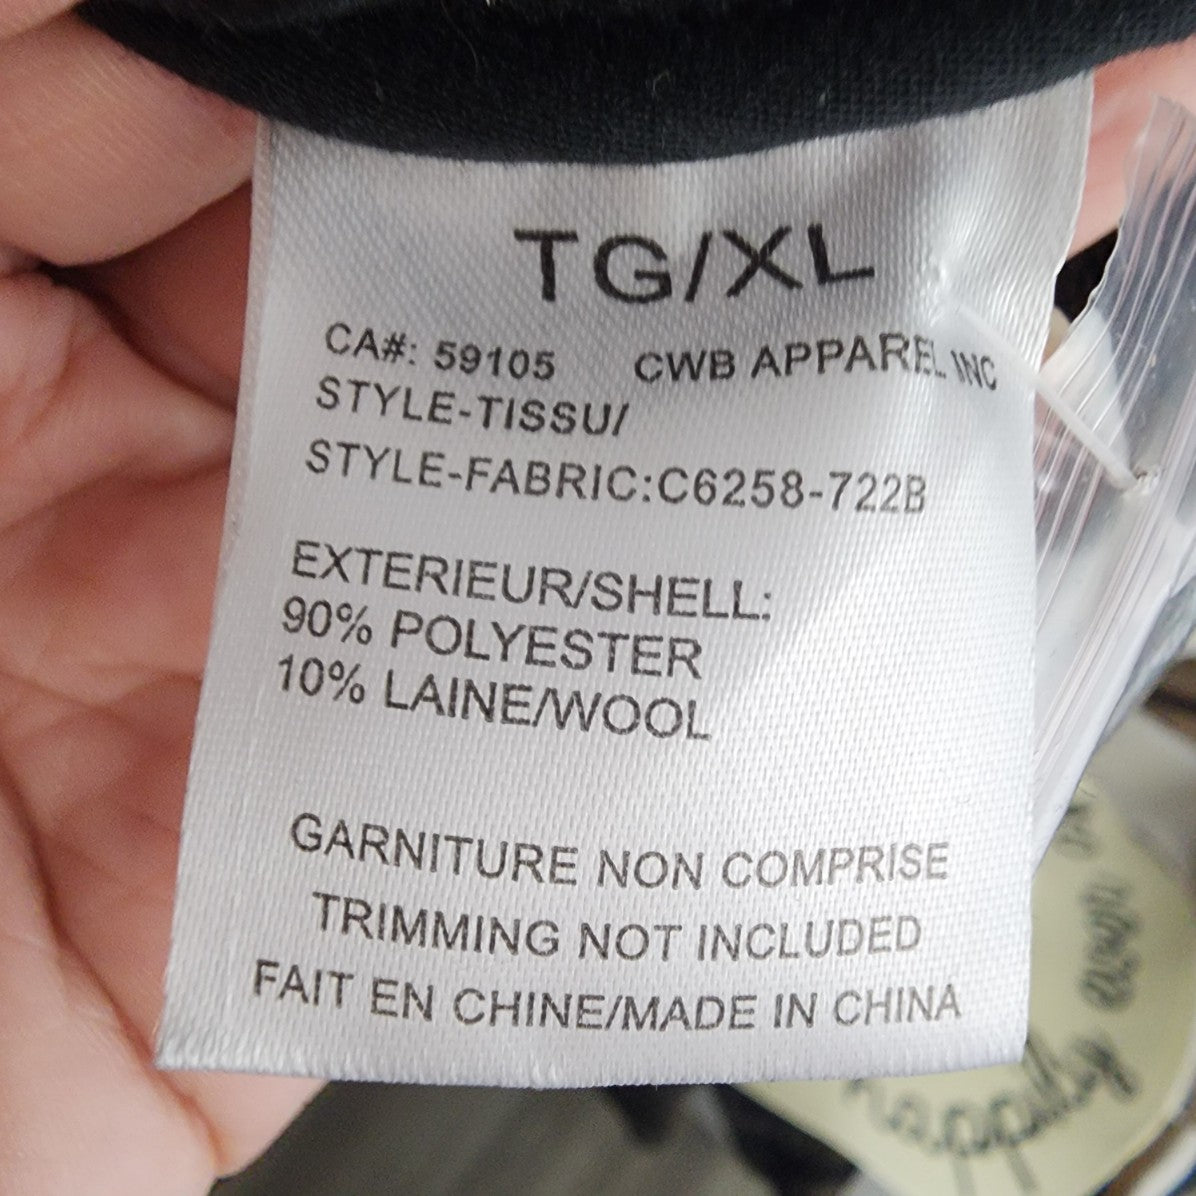 TG/XL
CA#: 59105 CWB APPAREL INC
STYLE-TISSU/
STYLE-FABRIC:C6258-722B
EXTERIEUR/SHELL:
90% POLYESTER
10% LAINE/WOOL
GARNITURE NON COMPRISE
TRIMMING NOT INCLUDED
FAIT EN CHINE/MADE IN CHINA
happily